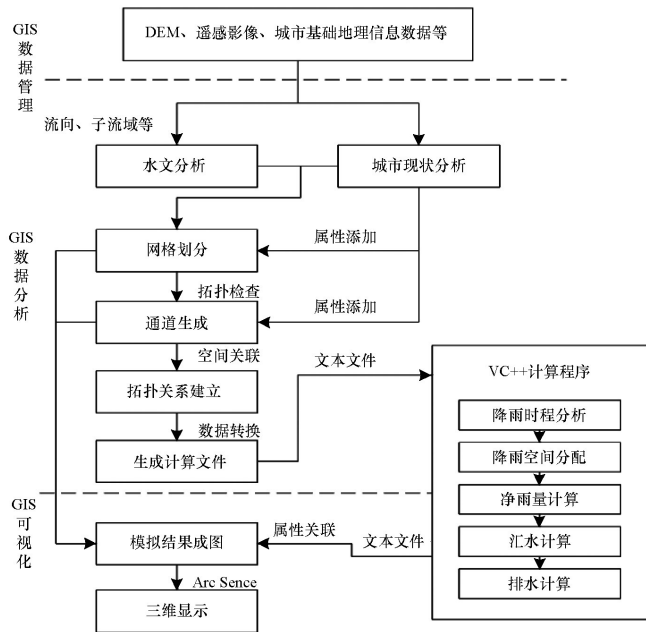 GIS
数
据
管
理
DEM、遥感影像、城市基础地理信息数据等
流向、子流域等
水文分析
城市现状分析
GIS
数
据
分
析
网格划分
属性添加
拓扑检查
通道生成
属性添加
空间关联
文本文件
拓扑关系建立
数据转换
生成计算文件
VC++计算程序
降雨时程分析
降雨空间分配
净雨量计算
汇水计算
排水计算
GIS
可
视
化
模拟结果成图
属性关联
文本文件
Arc Sence
三维显示